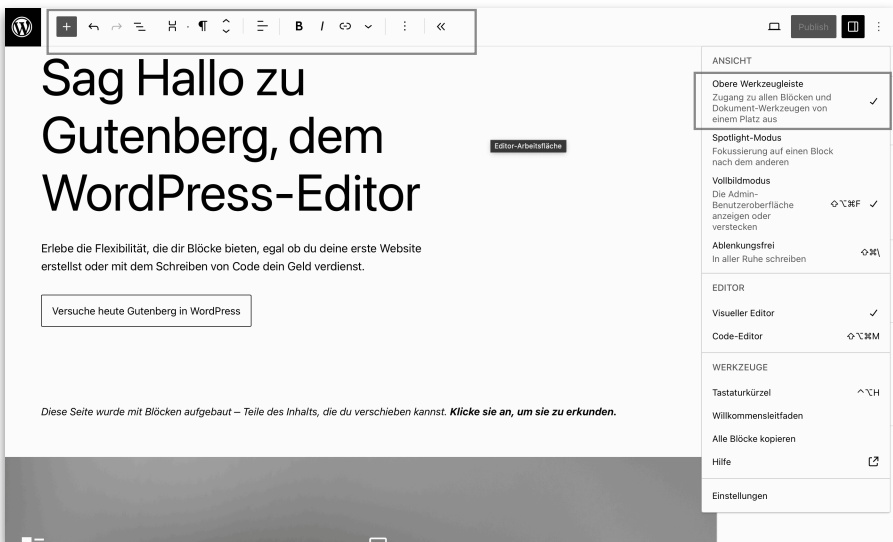 B I
Publish
Sag Hallo zu
Gutenberg, dem
WordPress-Editor
Editor-Arbeitsfläche
Erlebe die Flexibilität, die dir Blöcke bieten, egal ob du deine erste Website
erstellst oder mit dem Schreiben von Code dein Geld verdienst.
Versuche heute Gutenberg in WordPress
Diese Seite wurde mit Blöcken aufgebaut – Teile des Inhalts, die du verschieben kannst. Klicke sie an, um sie zu erkunden.
ANSICHT
Obere Werkzeugleiste
Zugang zu allen Blöcken und
Dokument-Werkzeugen von
einem Platz aus
Spotlight-Modus
Fokussierung auf einen Block
nach dem anderen
Vollbildmodus
Die Admin-
Benutzeroberfläche
anzeigen oder
verstecken
⇧⌥⌘F
Ablenkungsfrei
In aller Ruhe schreiben
⇧⌘\
EDITOR
Visueller Editor
Code-Editor ⇧⌥⌘M
WERKZEUGE
Tastaturkürzel ^⌥H
Willkommensleitfaden
Alle Blöcke kopieren
Hilfe
Einstellungen